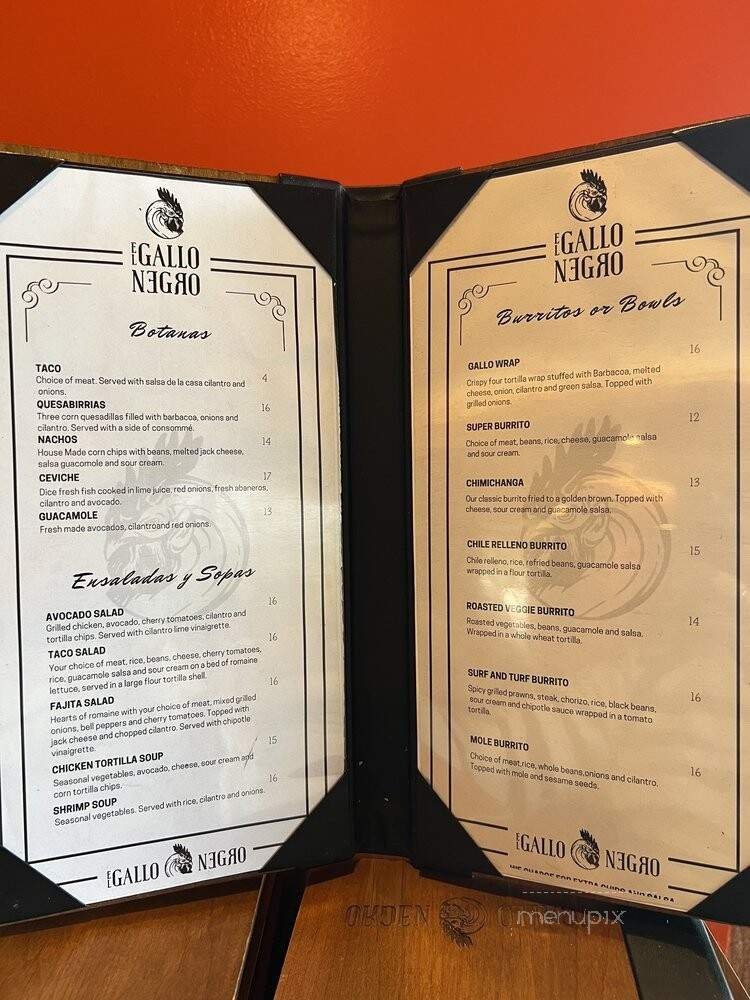 EL GALLO
NEGRO
Botanas
TACO
4
Choice of meat. Served with salsa de la casa cilantro and
onions.
QUESABIRRIAS
16
Three corn quesadillas filled with barbacoa, onions and
cilantro. Served with a side of consommé.
NACHOS
14
House Made corn chips with beans, melted jack cheese,
salsa guacomole and sour cream.
CEVICHE
17
Dice fresh fish cooked in lime juice, red onions, fresh abaneros,
cilantro and avocado.
GUACAMOLE
13
Fresh made avocados, cilantroand red onions.
Ensaladas y Sopas
AVOCADO SALAD
16
Grilled chicken, avocado, cherry tomatoes, cilantro and
tortilla chips. Served with cilantro lime vinaigrette.
TACO SALAD
16
Your choice of meat, rice, beans, cheese, cherry tomatoes,
rice, guacamole salsa and sour cream on a bed of romaine
lettuce, served in a large flour tortilla shell.
FAJITA SALAD
16
Hearts of romaine with your choice of meat, mixed grilled
onions, bell peppers and cherry tomatoes. Topped with
jack cheese and chopped cilantro. Served with chipotle
vinaigrette.
CHICKEN TORTILLA SOUP
15
Seasonal vegetables, avocado, cheese, sour cream and
corn tortilla chips.
SHRIMP SOUP
16
Seasonal vegetables. Served with rice, cilantro and onions.
EL GALLO NEGRO
EL GALLO
NEGRO
Burritos or Bowls
GALLO WRAP
16
Crispy four tortilla wrap stuffed with Barbacoa, melted
cheese, onion, cilantro and green salsa. Topped with
grilled onions.
SUPER BURRITO
12
Choice of meat, beans, rice, cheese, guacamole salsa
and sour cream.
CHIMICHANGA
13
Our classic burrito fried to a golden brown. Topped with
cheese, sour cream and guacamole salsa.
CHILE RELLENO BURRITO
15
Chile relleno, rice, refried beans, guacamole salsa
wrapped in a flour tortilla.
ROASTED VEGGIE BURRITO
14
Roasted vegetables, beans, guacamole and salsa.
Wrapped in a whole wheat tortilla.
SURF AND TURF BURRITO
16
Spicy grilled prawns, steak, chorizo, rice, black beans,
sour cream and chipotle sauce wrapped in a tomato
tortilla.
MOLE BURRITO
16
Choice of meat,rice, whole beans,onions and cilantro.
Topped with mole and sesame seeds.
EL GALLO NEGRO
WE CHARGE FOR EXTRA CHIPS AND SALSA
menupix